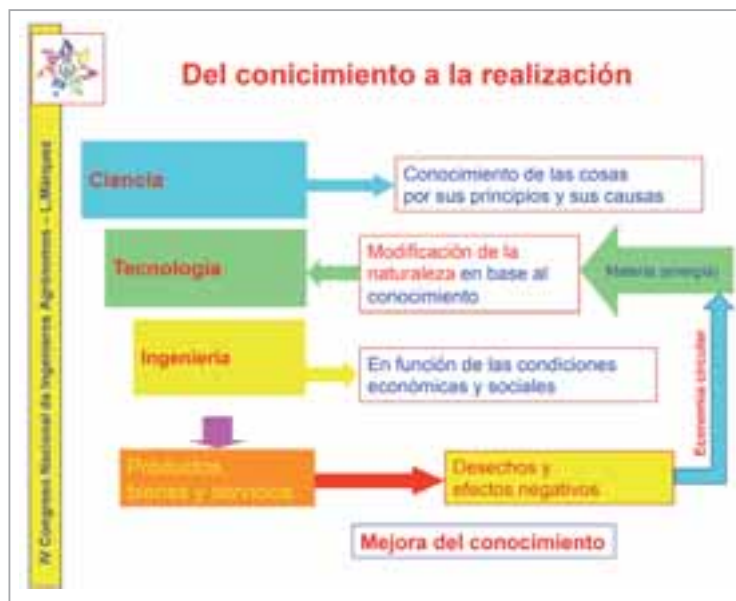 Del conicimiento a la realización
Ciencia
Conocimiento de las cosas
por sus principios y sus causas
Tecnología
Modificación de la
naturaleza en base al
conocimiento
Materia (energía)
Ingeniería
En función de las condiciones
económicas y sociales
Economía circular
Productos,
bienes y servicios
Desechos y
efectos negativos
Mejora del conocimiento
IV Congreso Nacional de Ingenieros Agrónomos – L.Márquez